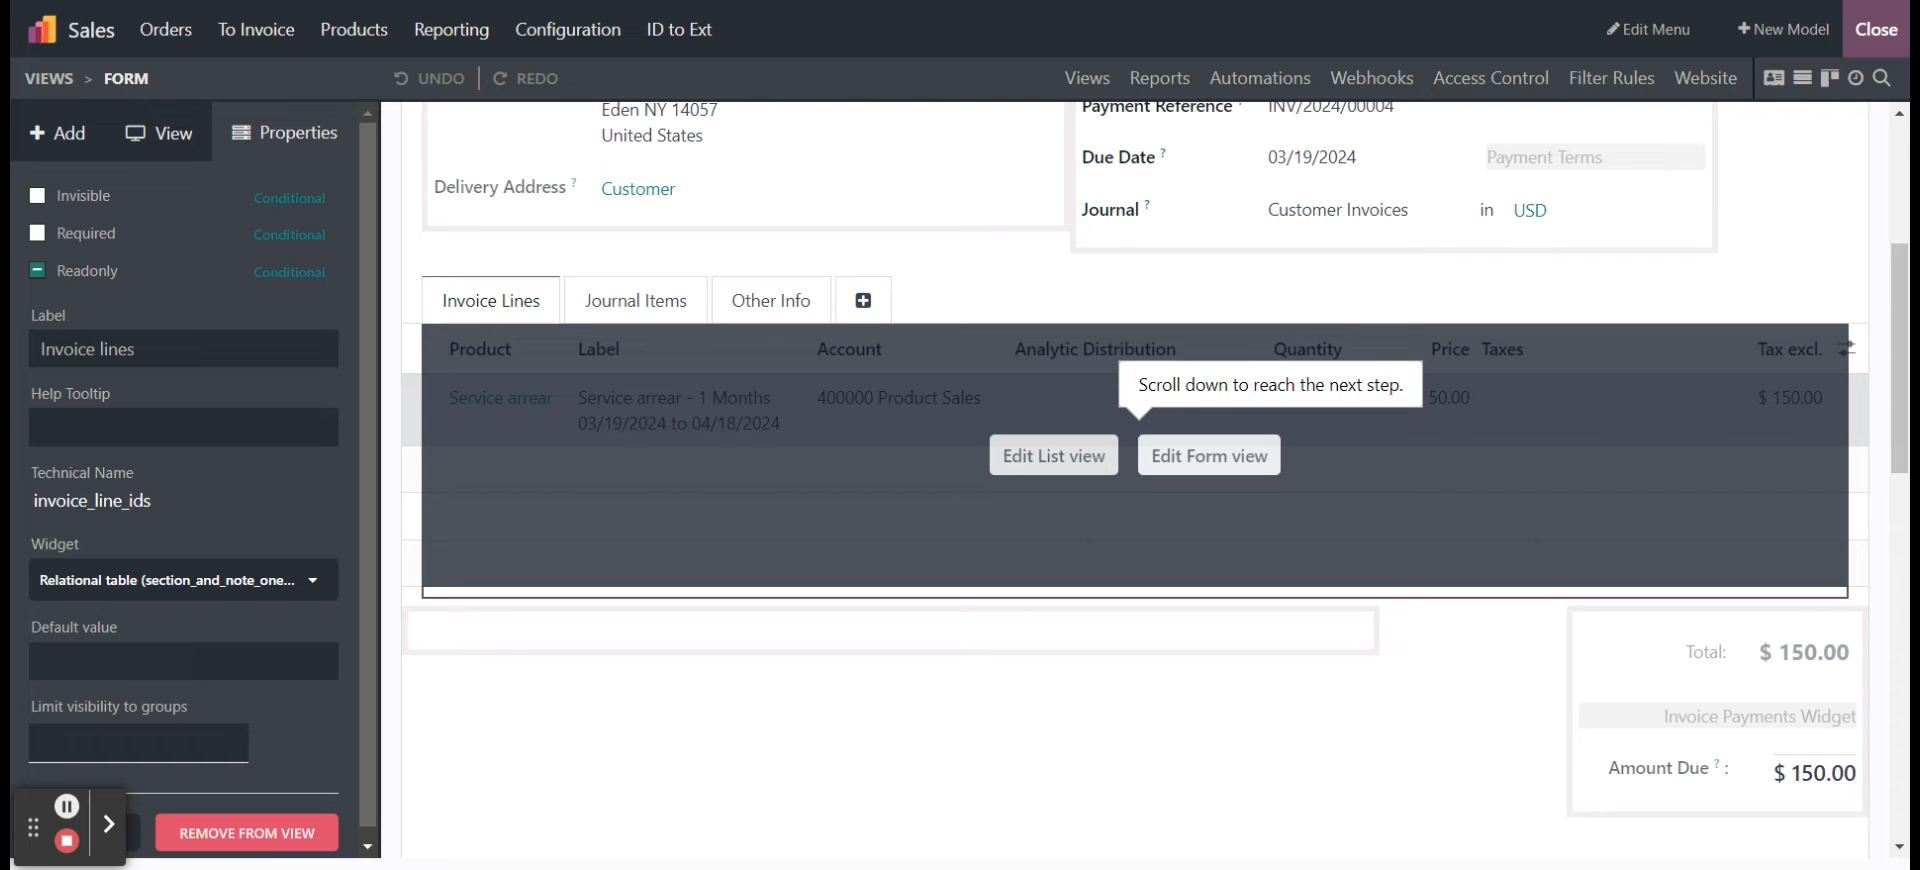 Sales Orders To Invoice Products Reporting Configuration ID to Ext Edit Menu New Model Close
VIEWS > FORM UNDO REDO Views Reports Automations Webhooks Access Control Filter Rules Website
Add View Properties
Invisible Conditional
Required Conditional
Readonly Conditional
Label
Invoice lines
Help Tooltip
Technical Name
invoice_line_ids
Widget
Relational table (section_and_note_one...
Default value
Limit visibility to groups
REMOVE FROM VIEW
Eden NY 14057
United States
Delivery Address ? Customer
Payment Reference INV/2024/00004
Due Date ? 03/19/2024 Payment Terms
Journal ? Customer Invoices in USD
Invoice Lines Journal Items Other Info
Product Label Account Analytic Distribution Quantity Price Taxes Tax excl.
Service arrear Service arrear - 1 Months 400000 Product Sales 50.00 $ 150.00
03/19/2024 to 04/18/2024
Scroll down to reach the next step.
Edit List view Edit Form view
Total: $ 150.00
Invoice Payments Widget
Amount Due ? : $ 150.00